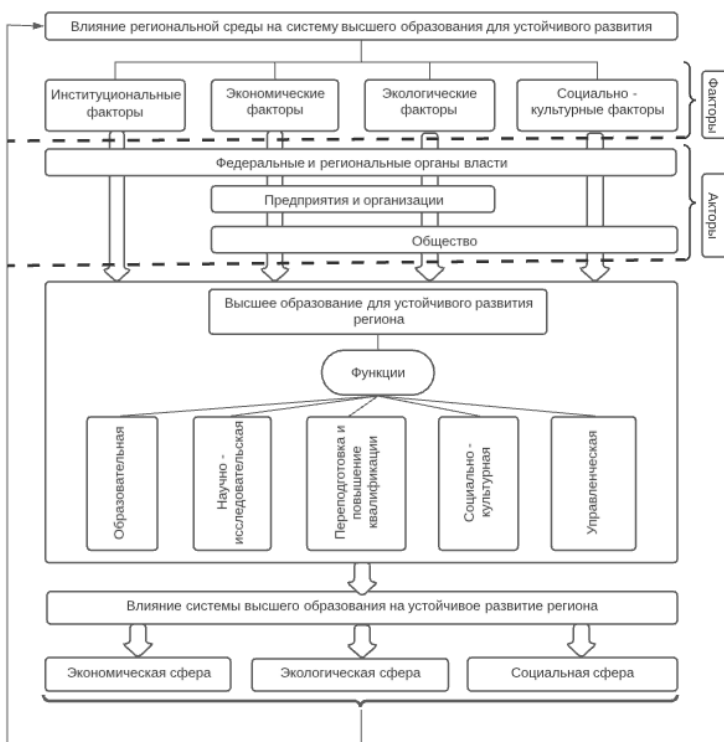 Влияние региональной среды на систему высшего образования для устойчивого развития
Институциональные
факторы
Экономические
факторы
Экологические
факторы
Социально -
культурные факторы
Факторы
Федеральные и региональные органы власти
Предприятия и организации
Общество
Акторы
Высшее образование для устойчивого развития
региона
Функции
Образовательная
Научно -
исследовательская
Переподготовка и
повышение
квалификации
Социально -
культурная
Управленческая
Влияние системы высшего образования на устойчивое развитие региона
Экономическая сфера
Экологическая сфера
Социальная сфера